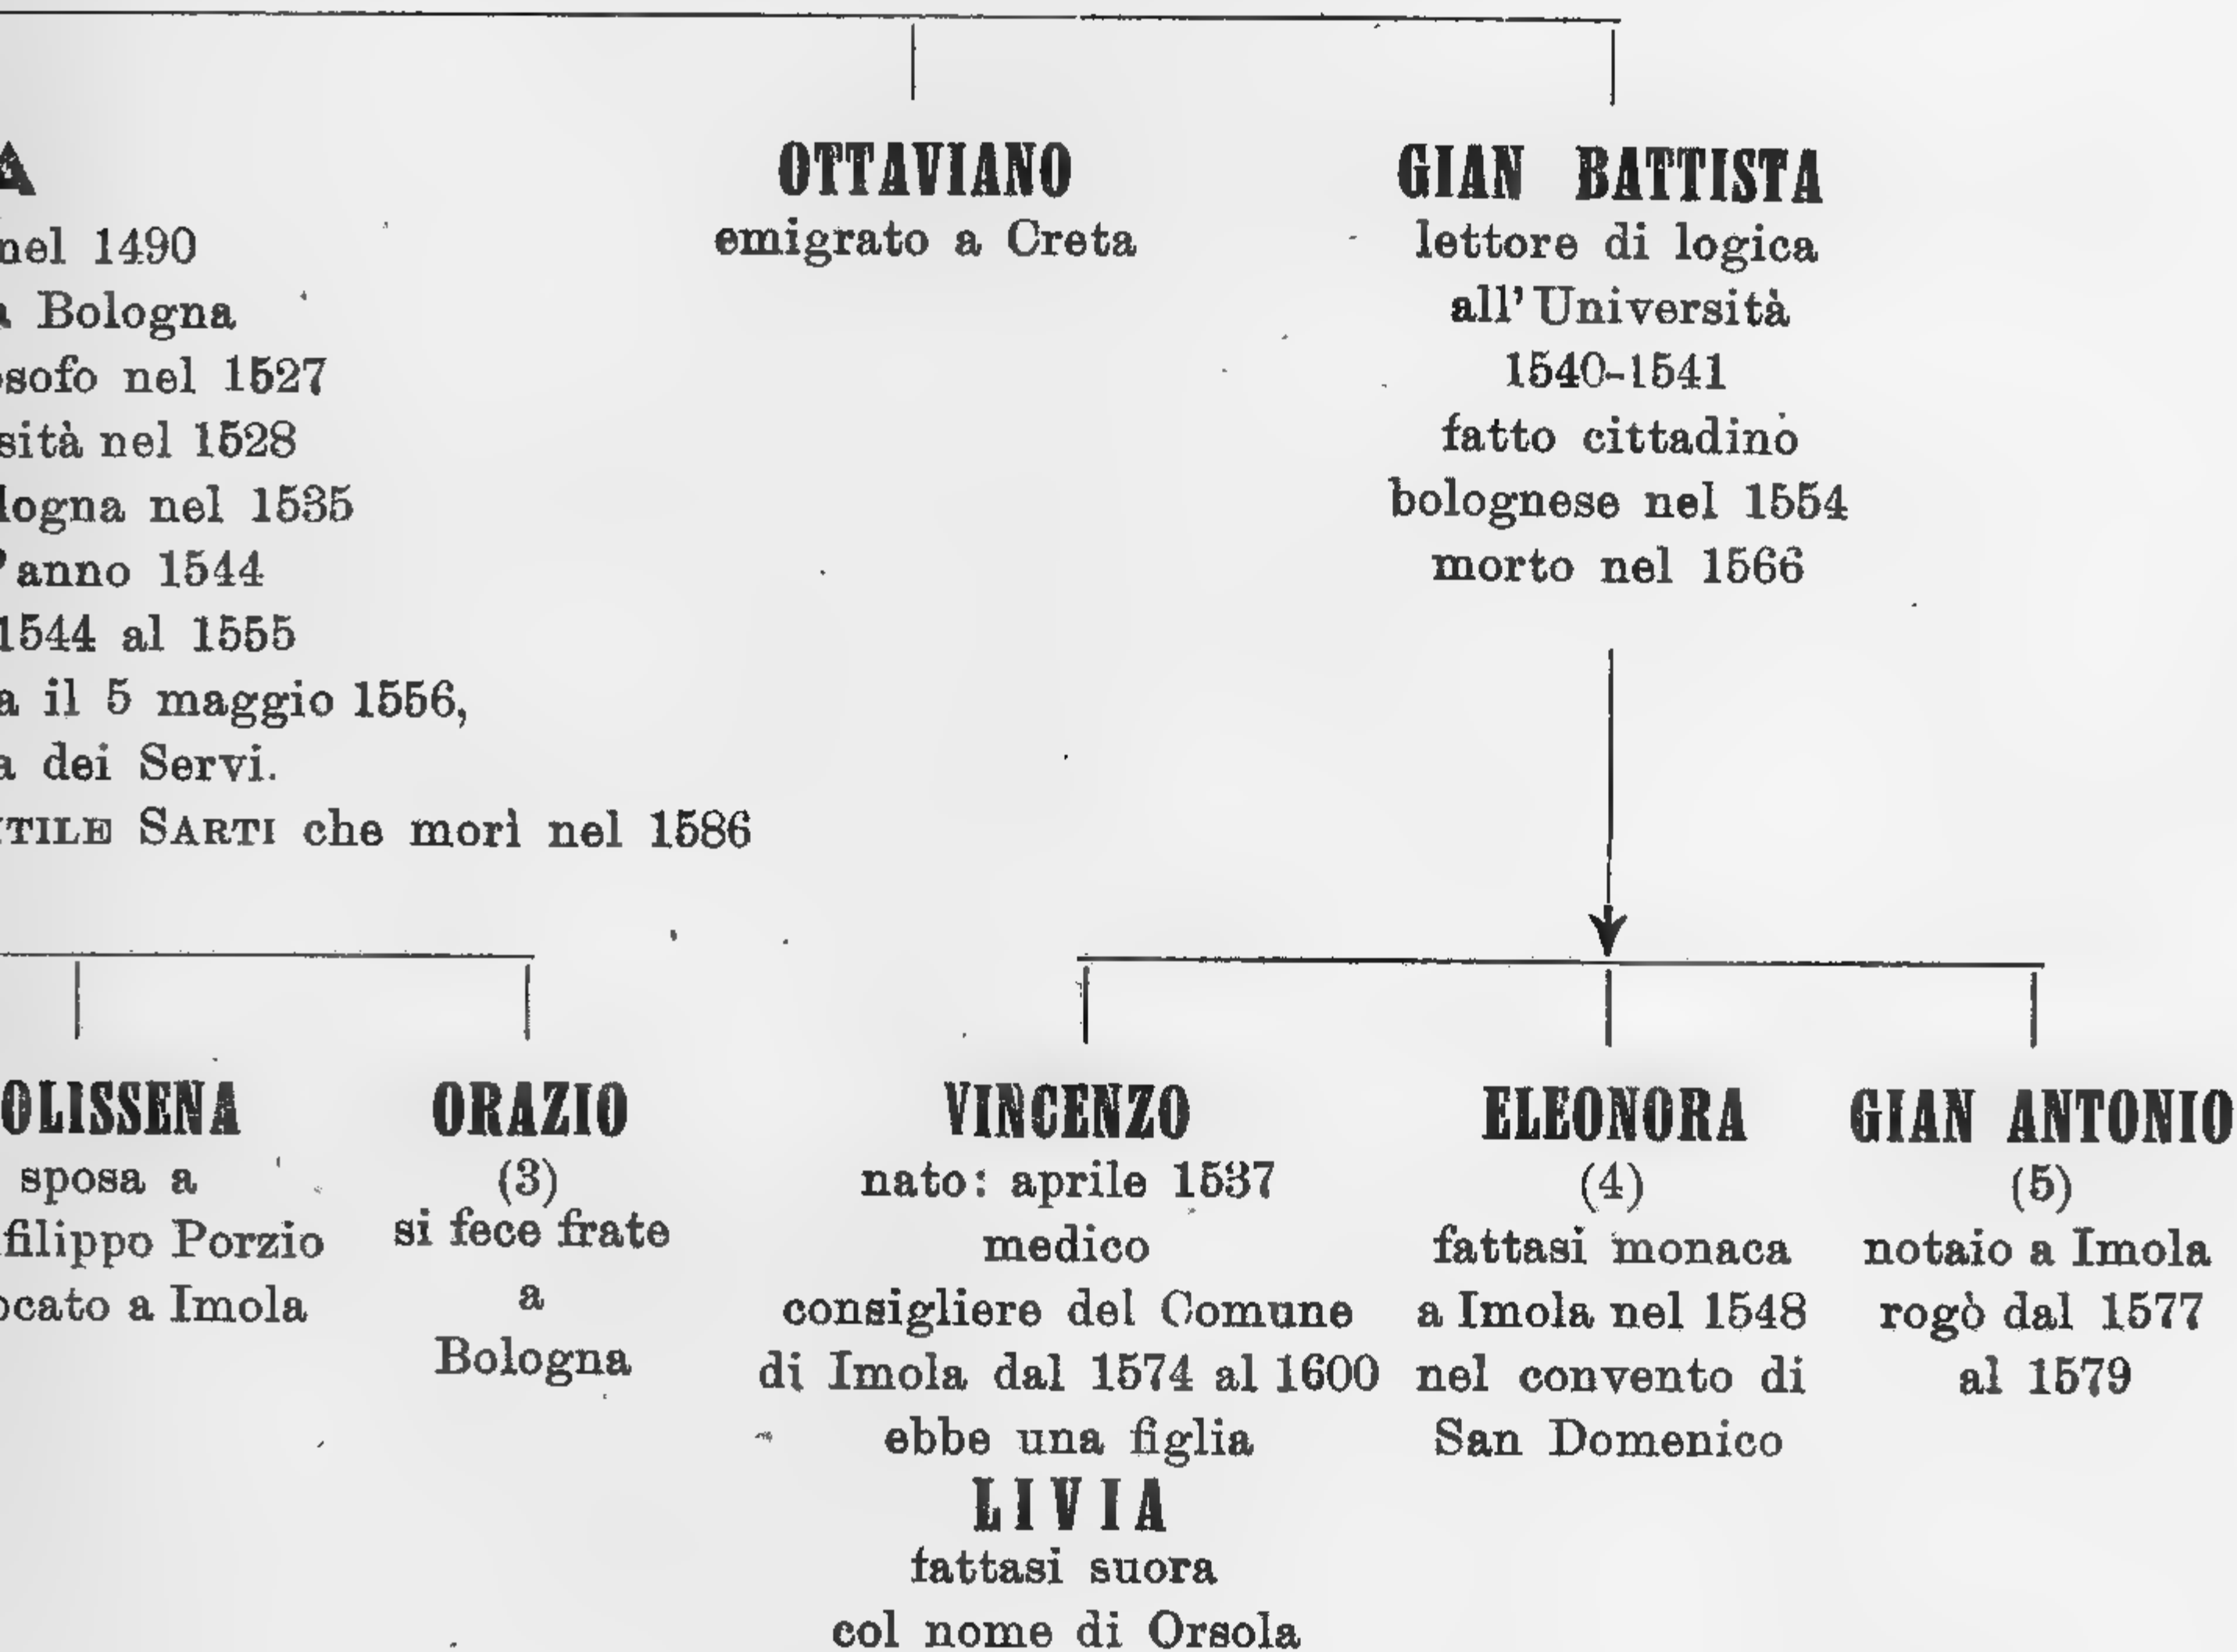 nel 1490
Bologna
nel 1527
nel 1528
nel 1535
anno 1544
1544 al 1555
il 5 maggio 1556,
dei Servi.
SARTI che morì nel 1586
OTTAVIANO
emigrato a Creta
GIAN BATTISTA
lettore di logica
all'Università
1540-1541
fatto cittadino
bolognese nel 1554
morto nel 1566
OLISSENA
sposa a
filippo Porzio
ocato a Imola
ORAZIO
(3)
si fece frate
a
Bologna
VINCENZO
nato: aprile 1537
medico
consigliere del Comune
di Imola dal 1574 al 1600
ebbe una figlia
LIVIA
fattasi suora
col nome di Orsola
ELEONORA
(4)
fattasi monaca
a Imola nel 1548
nel convento di
San Domenico
GIAN ANTONIO
(5)
notaio a Imola
rogò dal 1577
al 1579